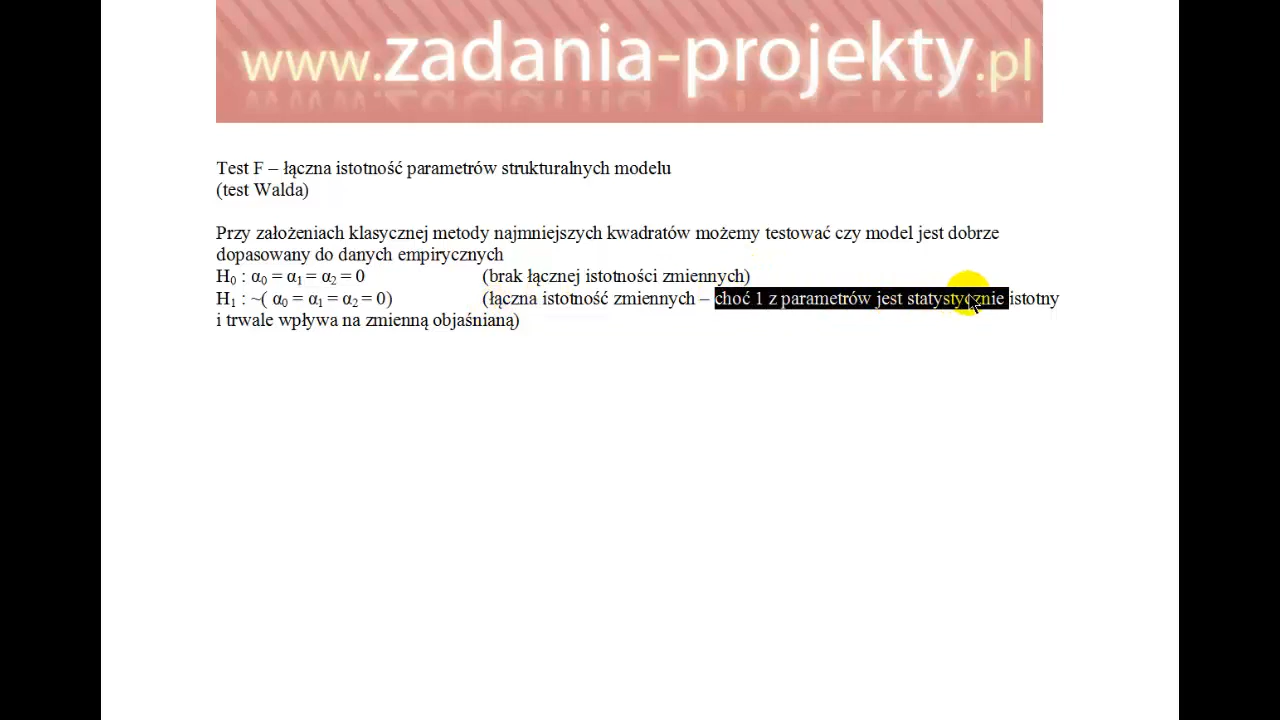 www.zadania-projekty.pl
Test F – łączna istotność parametrów strukturalnych modelu
(test Walda)
Przy założeniach klasycznej metody najmniejszych kwadratów możemy testować czy model jest dobrze
dopasowany do danych empirycznych
H₀ : α₀ = α₁ = α₂ = 0 (brak łącznej istotności zmiennych)
H₁ : ~( α₀ = α₁ = α₂ = 0) (łączna istotność zmiennych – choć 1 z parametrów jest statystycznie istotny
i trwale wpływa na zmienną objaśnianą)